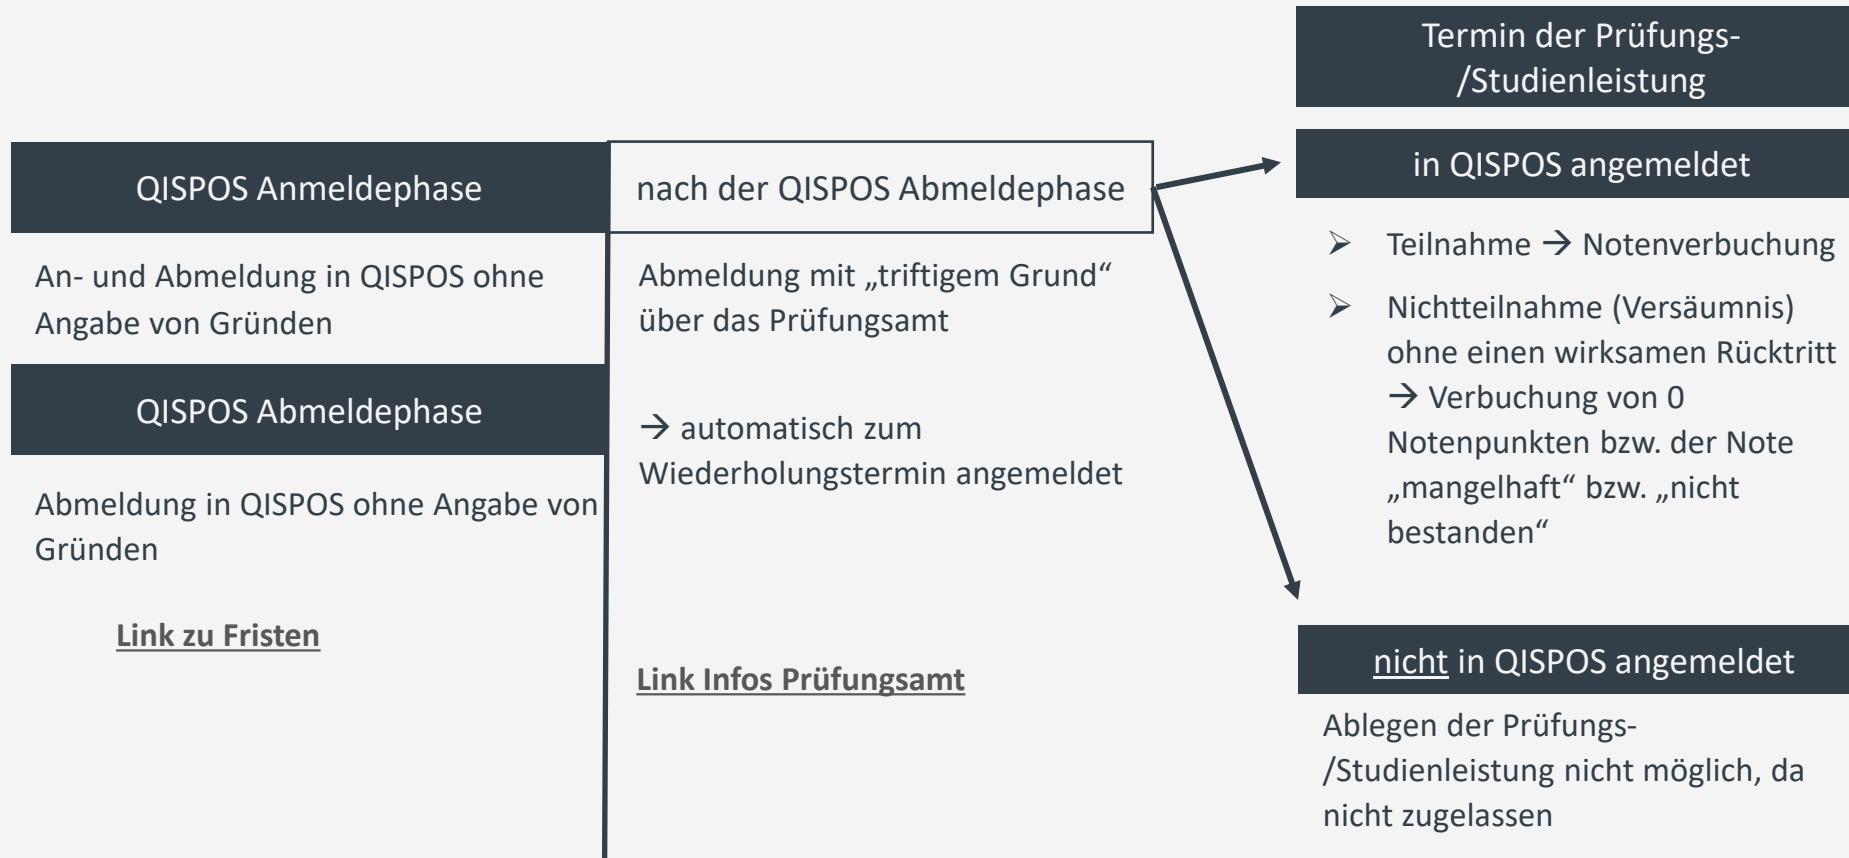 QISPOS Anmeldephase
An- und Abmeldung in QISPOS ohne
Angabe von Gründen
QISPOS Abmeldephase
Abmeldung in QISPOS ohne Angabe von
Gründen
Link zu Fristen
nach der QISPOS Abmeldephase
Abmeldung mit „triftigem Grund“
über das Prüfungsamt
→ automatisch zum
Wiederholungstermin angemeldet
Link Infos Prüfungsamt
Termin der Prüfungs-
/Studienleistung
in QISPOS angemeldet
➢ Teilnahme → Notenverbuchung
➢ Nichtteilnahme (Versäumnis)
ohne einen wirksamen Rücktritt
→ Verbuchung von 0
Notenpunkten bzw. der Note
„mangelhaft“ bzw. „nicht
bestanden“
nicht in QISPOS angemeldet
Ablegen der Prüfungs-
/Studienleistung nicht möglich, da
nicht zugelassen